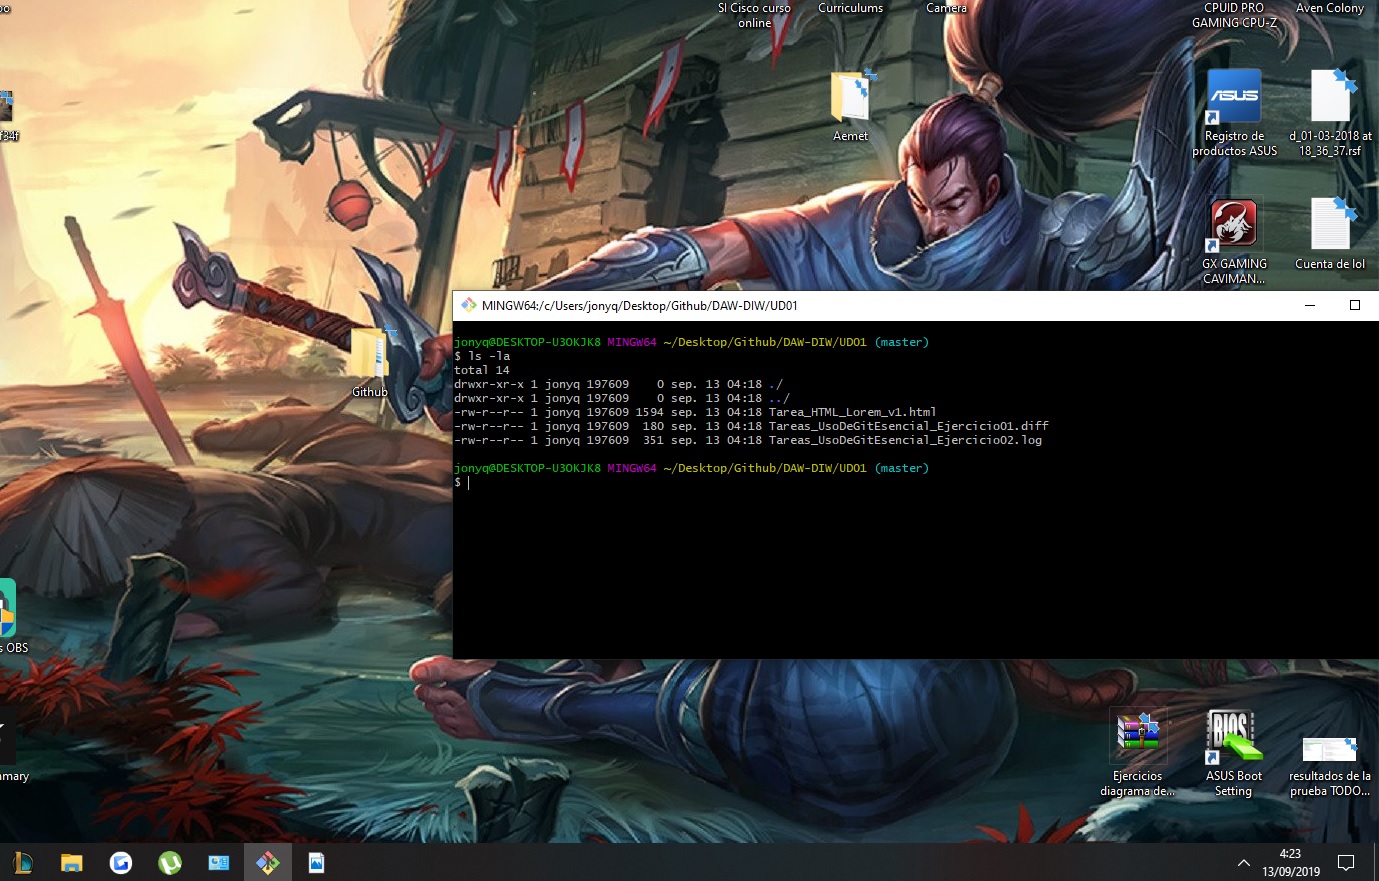 SI Cisco curso
online
Curriculums
Camera
CPUID PRO
GAMING CPU-Z
Aven Colony
Aemet
ASUS
Registro de
productos ASUS
d_01-03-2018 at
18_36_37.rsf
GX GAMING
CAVIMAN...
Cuenta de lol
Github
MINGW64:/c/Users/jonyq/Desktop/Github/DAW-DIW/UD01
jonyq@DESKTOP-U3OKJK8 MINGW64 ~/Desktop/Github/DAW-DIW/UD01 (master)
$ ls -la
total 14
drwxr-xr-x 1 jonyq 197609    0 sep. 13 04:18 ./
drwxr-xr-x 1 jonyq 197609    0 sep. 13 04:18 ../
-rw-r--r-- 1 jonyq 197609 1594 sep. 13 04:18 Tarea_HTML_Lorem_v1.html
-rw-r--r-- 1 jonyq 197609  180 sep. 13 04:18 Tareas_UsoDeGitEsencial_Ejercicio01.diff
-rw-r--r-- 1 jonyq 197609  351 sep. 13 04:18 Tareas_UsoDeGitEsencial_Ejercicio02.log
jonyq@DESKTOP-U3OKJK8 MINGW64 ~/Desktop/Github/DAW-DIW/UD01 (master)
$
s OBS
mary
Ejercicios
diagrama de...
BIOS
ASUS Boot
Setting
resultados de la
prueba TODO...
4:23
13/09/2019